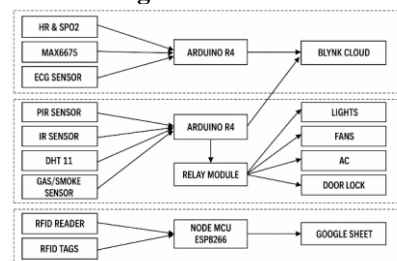 HR & SPO2
MAX6675
ECG SENSOR
ARDUINO R4
BLYNK CLOUD
PIR SENSOR
IR SENSOR
DHT 11
GAS/SMOKE
SENSOR
ARDUINO R4
RELAY MODULE
LIGHTS
FANS
AC
DOOR LOCK
RFID READER
RFID TAGS
NODE MCU
ESP8266
GOOGLE SHEET